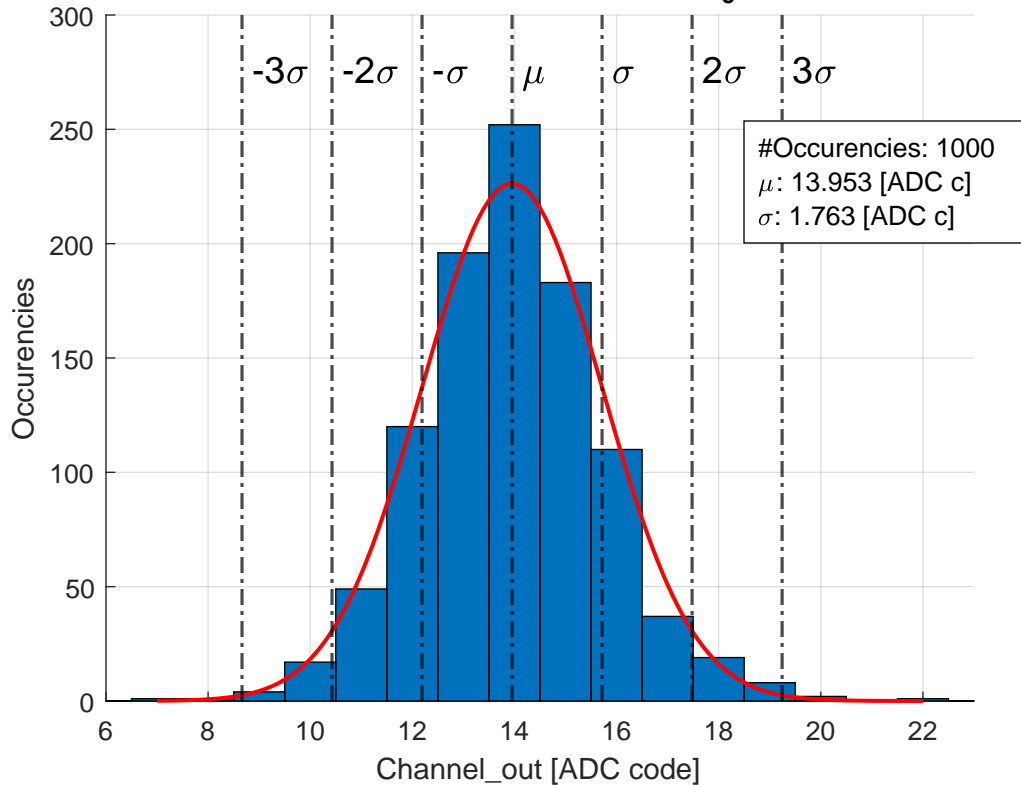 300
250
200
150
100
50
0
-3σ -2σ -σ μ σ 2σ 3σ
#Occurencies: 1000
μ: 13.953 [ADC c]
σ: 1.763 [ADC c]
Occurencies
6 8 10 12 14 16 18 20 22
Channel_out [ADC code]